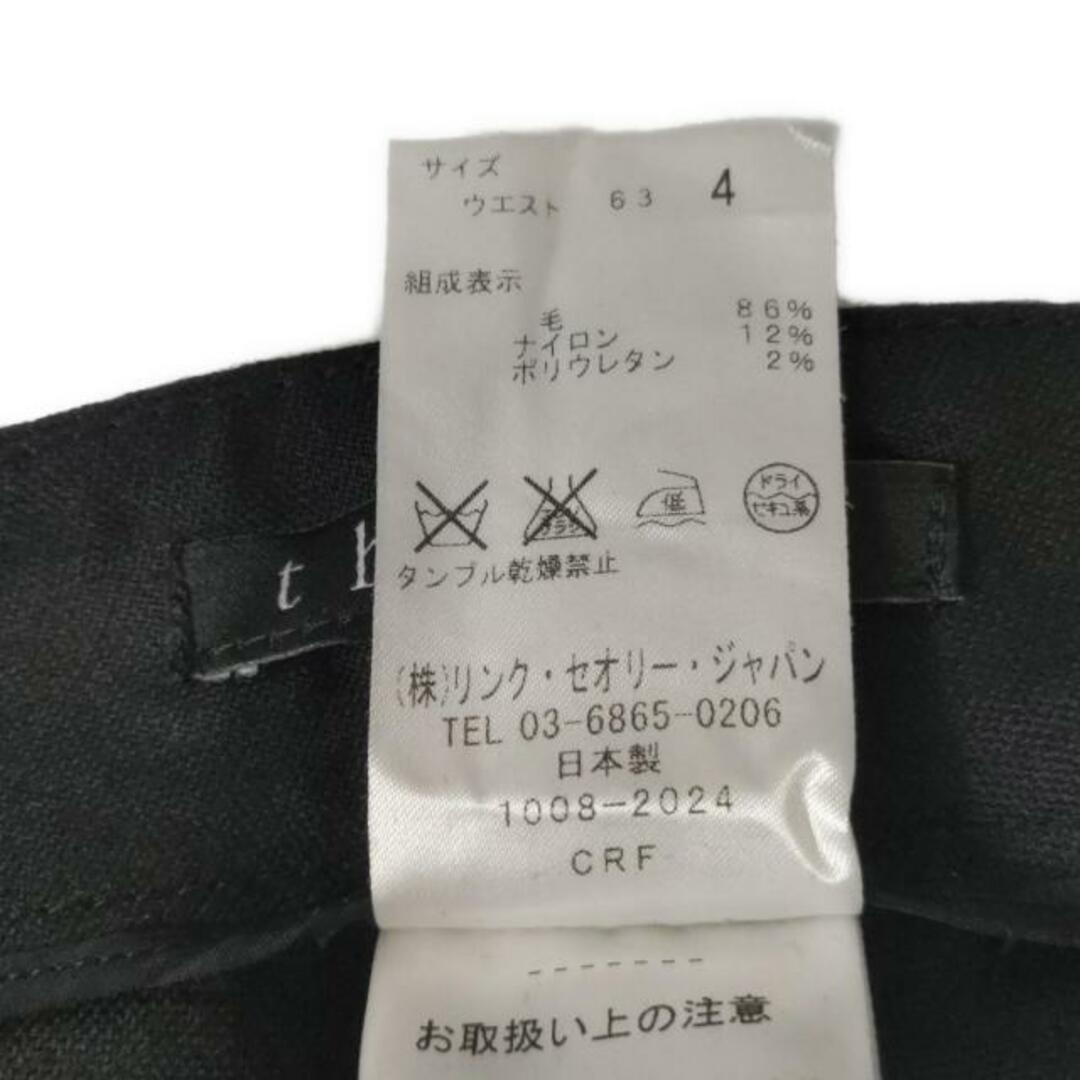 サイズ
ウエスト 63 4
組成表示
毛 86%
ナイロン 12%
ポリウレタン 2%
低
ドライ
セキユ系
タンブル乾燥禁止
t h
(株)リンク・セオリー・ジャパン
TEL 03-6865-0206
日本製
1008-2024
CRF
-------
お取扱い上の注意